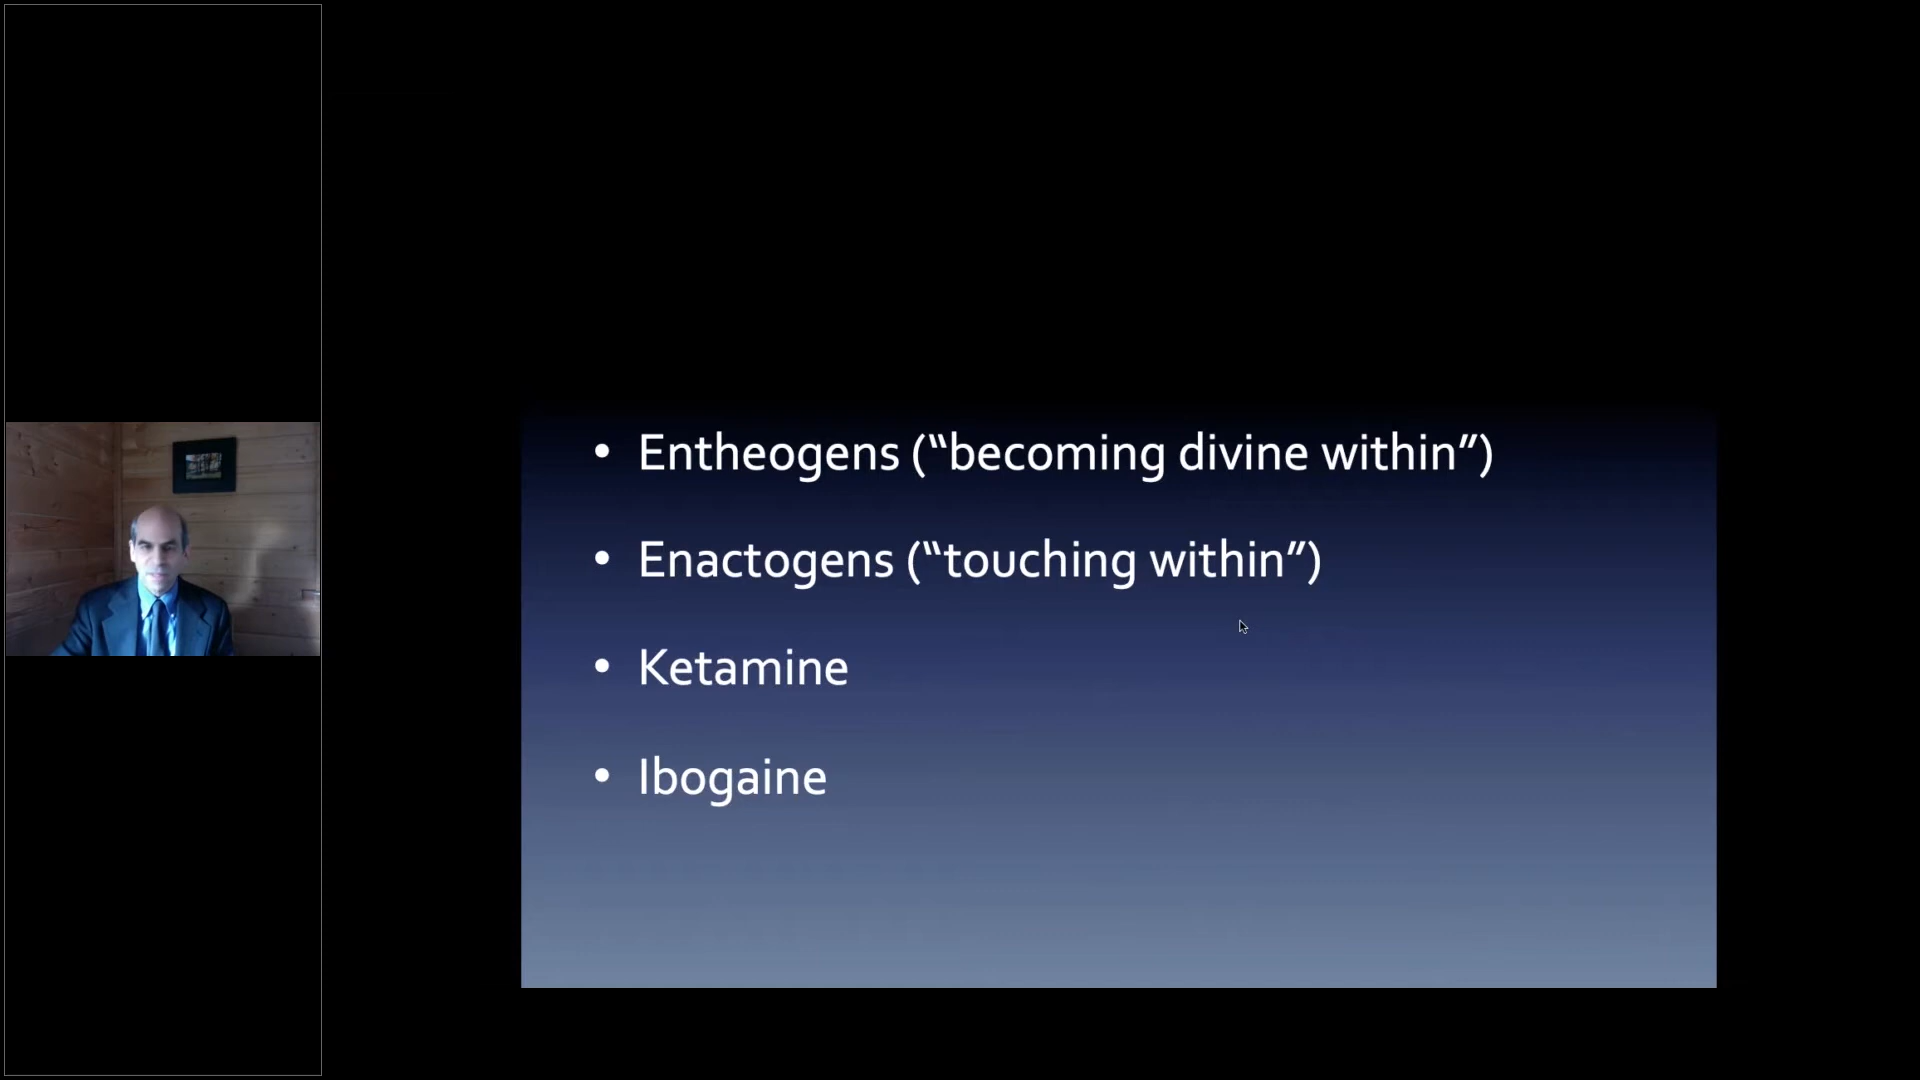 • Entheogens (“becoming divine within”)
• Enactogens (“touching within”)
• Ketamine
• Ibogaine